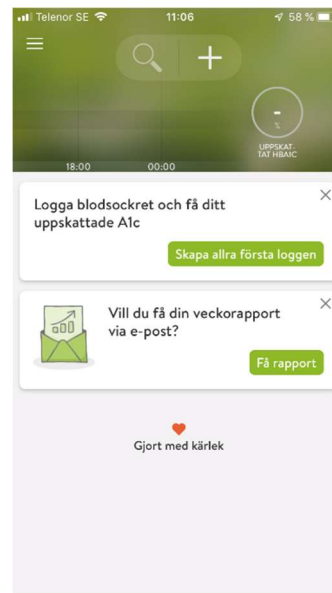 Telenor SE 11:06 58 %
-
%
UPPSKAT
TAT HBA1C
18:00 00:00
Logga blodsockret och få ditt
uppskattade A1c
Skapa allra första loggen
Vill du få din veckorapport
via e-post?
Få rapport
Gjort med kärlek